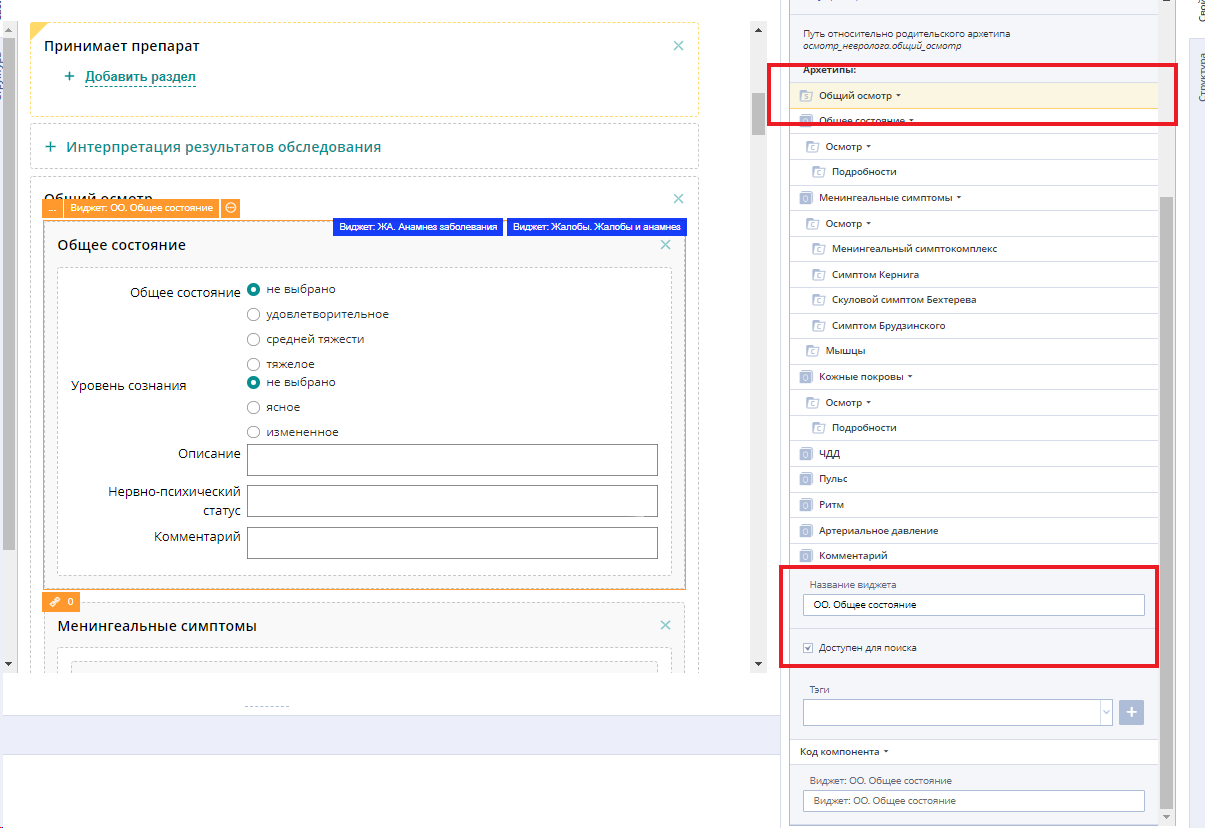 Принимает препарат
+ Добавить раздел
+ Интерпретация результатов обследования
Общий осмотр
... Виджет: ОО. Общее состояние
Виджет: ЖА. Анамнез заболевания Виджет: Жалобы. Жалобы и анамнез
Общее состояние
Общее состояние не выбрано
удовлетворительное
средней тяжести
тяжелое
Уровень сознания не выбрано
ясное
измененное
Описание
Нервно-психический
статус
Комментарий
0
Менингеальные симптомы
Путь относительно родительского архетипа
осмотр_невролога.общий_осмотр
Архетипы:
Общий осмотр
Общее состояние
Осмотр
Подробности
Менингеальные симптомы
Осмотр
Менингеальный симптокомплекс
Симптом Кернига
Скуловой симптом Бехтерева
Симптом Брудзинского
Мышцы
Кожные покровы
Осмотр
Подробности
ЧДД
Пульс
Ритм
Артериальное давление
Комментарий
Название виджета
ОО. Общее состояние
Доступен для поиска
Тэги
+
Код компонента
Виджет: ОО. Общее состояние
Виджет: ОО. Общее состояние
Структура